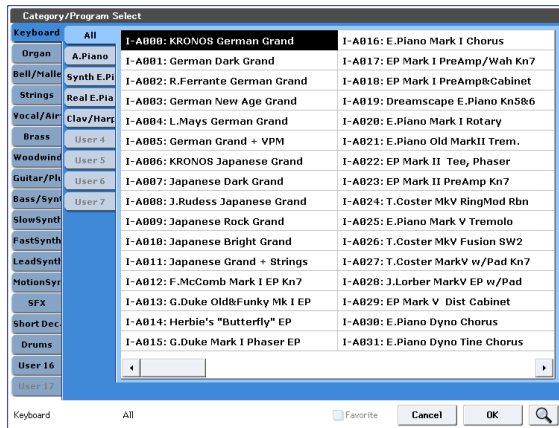 Category/Program Select
Keyboard
Organ
Bell/Malle
Strings
Vocal/Air
Brass
Woodwind
Guitar/Plu
Bass/Synt
SlowSynth
FastSynth
LeadSynth
MotionSyn
SFX
Short Dec
Drums
User 16
User 17
All
A.Piano
Synth E.Pi
Real E.Pia
Clav/Harp
User 4
User 5
User 6
User 7
I-A000: KRONOS German Grand
I-A001: German Dark Grand
I-A002: R.Ferrante German Grand
I-A003: German New Age Grand
I-A004: L.Mays German Grand
I-A005: German Grand + VPM
I-A006: KRONOS Japanese Grand
I-A007: Japanese Dark Grand
I-A008: J.Rudess Japanese Grand
I-A009: Japanese Rock Grand
I-A010: Japanese Bright Grand
I-A011: Japanese Grand + Strings
I-A012: F.McComb Mark I EP Kn7
I-A013: G.Duke Old&Funky Mk I EP
I-A014: Herbie's "Butterfly" EP
I-A015: G.Duke Mark I Phaser EP
I-A016: E.Piano Mark I Chorus
I-A017: EP Mark I PreAmp/Wah Kn7
I-A018: EP Mark I PreAmp&Cabinet
I-A019: Dreamscape E.Piano Kn5&6
I-A020: E.Piano Mark I Rotary
I-A021: E.Piano Old MarkII Trem.
I-A022: EP Mark II  Tee, Phaser
I-A023: EP Mark II PreAmp Kn7
I-A024: T.Coster MkV RingMod Rbn
I-A025: E.Piano Mark V Tremolo
I-A026: T.Coster MkV Fusion SW2
I-A027: T.Coster MarkV w/Pad Kn7
I-A028: J.Lorber MarkV EP w/Pad
I-A029: EP Mark V  Dist Cabinet
I-A030: E.Piano Dyno Chorus
I-A031: E.Piano Dyno Tine Chorus
Keyboard
All
Favorite
Cancel
OK